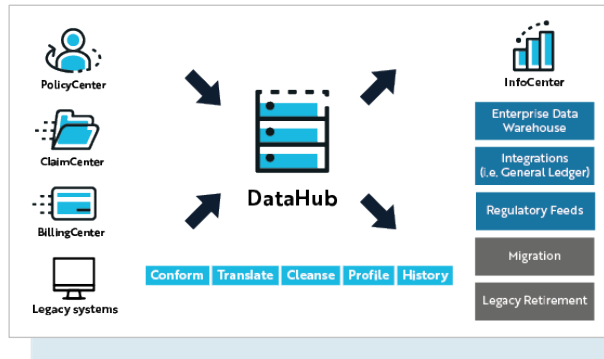 PolicyCenter
ClaimCenter
BillingCenter
Legacy systems
DataHub
Conform
Translate
Cleanse
Profile
History
InfoCenter
Enterprise Data
Warehouse
Integrations
(i.e, General Ledger)
Regulatory Feeds
Migration
Legacy Retirement